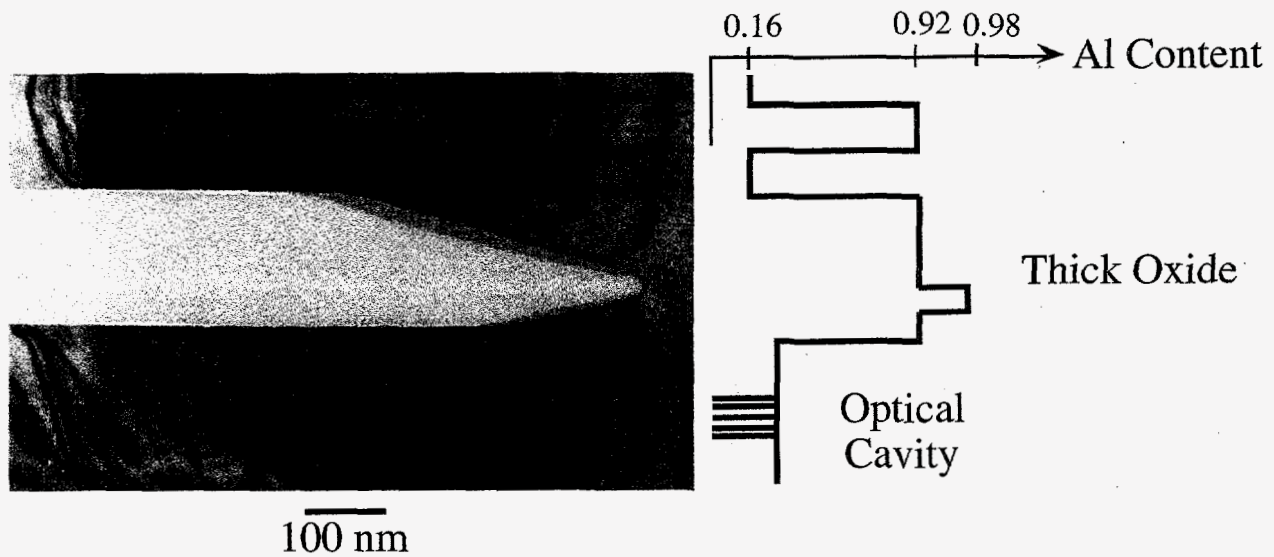 0.16
0.92 0.98
Al Content
Thick Oxide
Optical
Cavity
100 nm